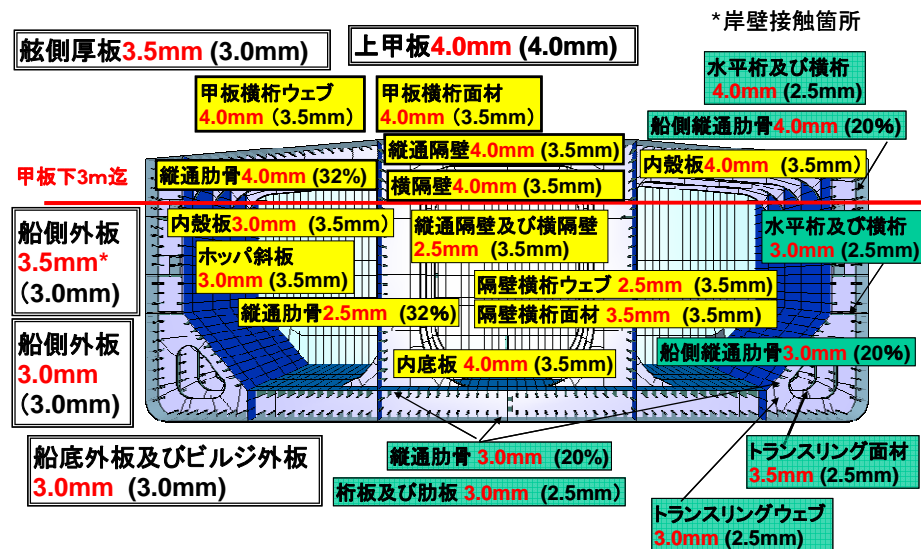 *岸壁接触箇所
舷側厚板3.5mm (3.0mm)
上甲板4.0mm (4.0mm)
水平桁及び横桁
4.0mm (2.5mm)
甲板横桁ウェブ
4.0mm (3.5mm)
甲板横桁面材
4.0mm (3.5mm)
船側縦通肋骨4.0mm (20%)
縦通隔壁4.0mm (3.5mm)
内殻板4.0mm (3.5mm)
甲板下3m迄
縦通肋骨4.0mm (32%)
横隔壁4.0mm (3.5mm)
船側外板
3.5mm*
(3.0mm)
内殻板3.0mm (3.5mm)
縦通隔壁及び横隔壁
2.5mm (3.5mm)
水平桁及び横桁
3.0mm (2.5mm)
ホッパ斜板
3.0mm (3.5mm)
隔壁横桁ウェブ 2.5mm (3.5mm)
縦通肋骨2.5mm (32%)
隔壁横桁面材 3.5mm (3.5mm)
船側外板
3.0mm
(3.0mm)
船側縦通肋骨3.0mm (20%)
内底板 4.0mm (3.5mm)
船底外板及びビルジ外板
3.0mm (3.0mm)
縦通肋骨 3.0mm (20%)
トランスリング面材
3.5mm (2.5mm)
桁板及び肋板 3.0mm (2.5mm)
トランスリングウェブ
3.0mm (2.5mm)